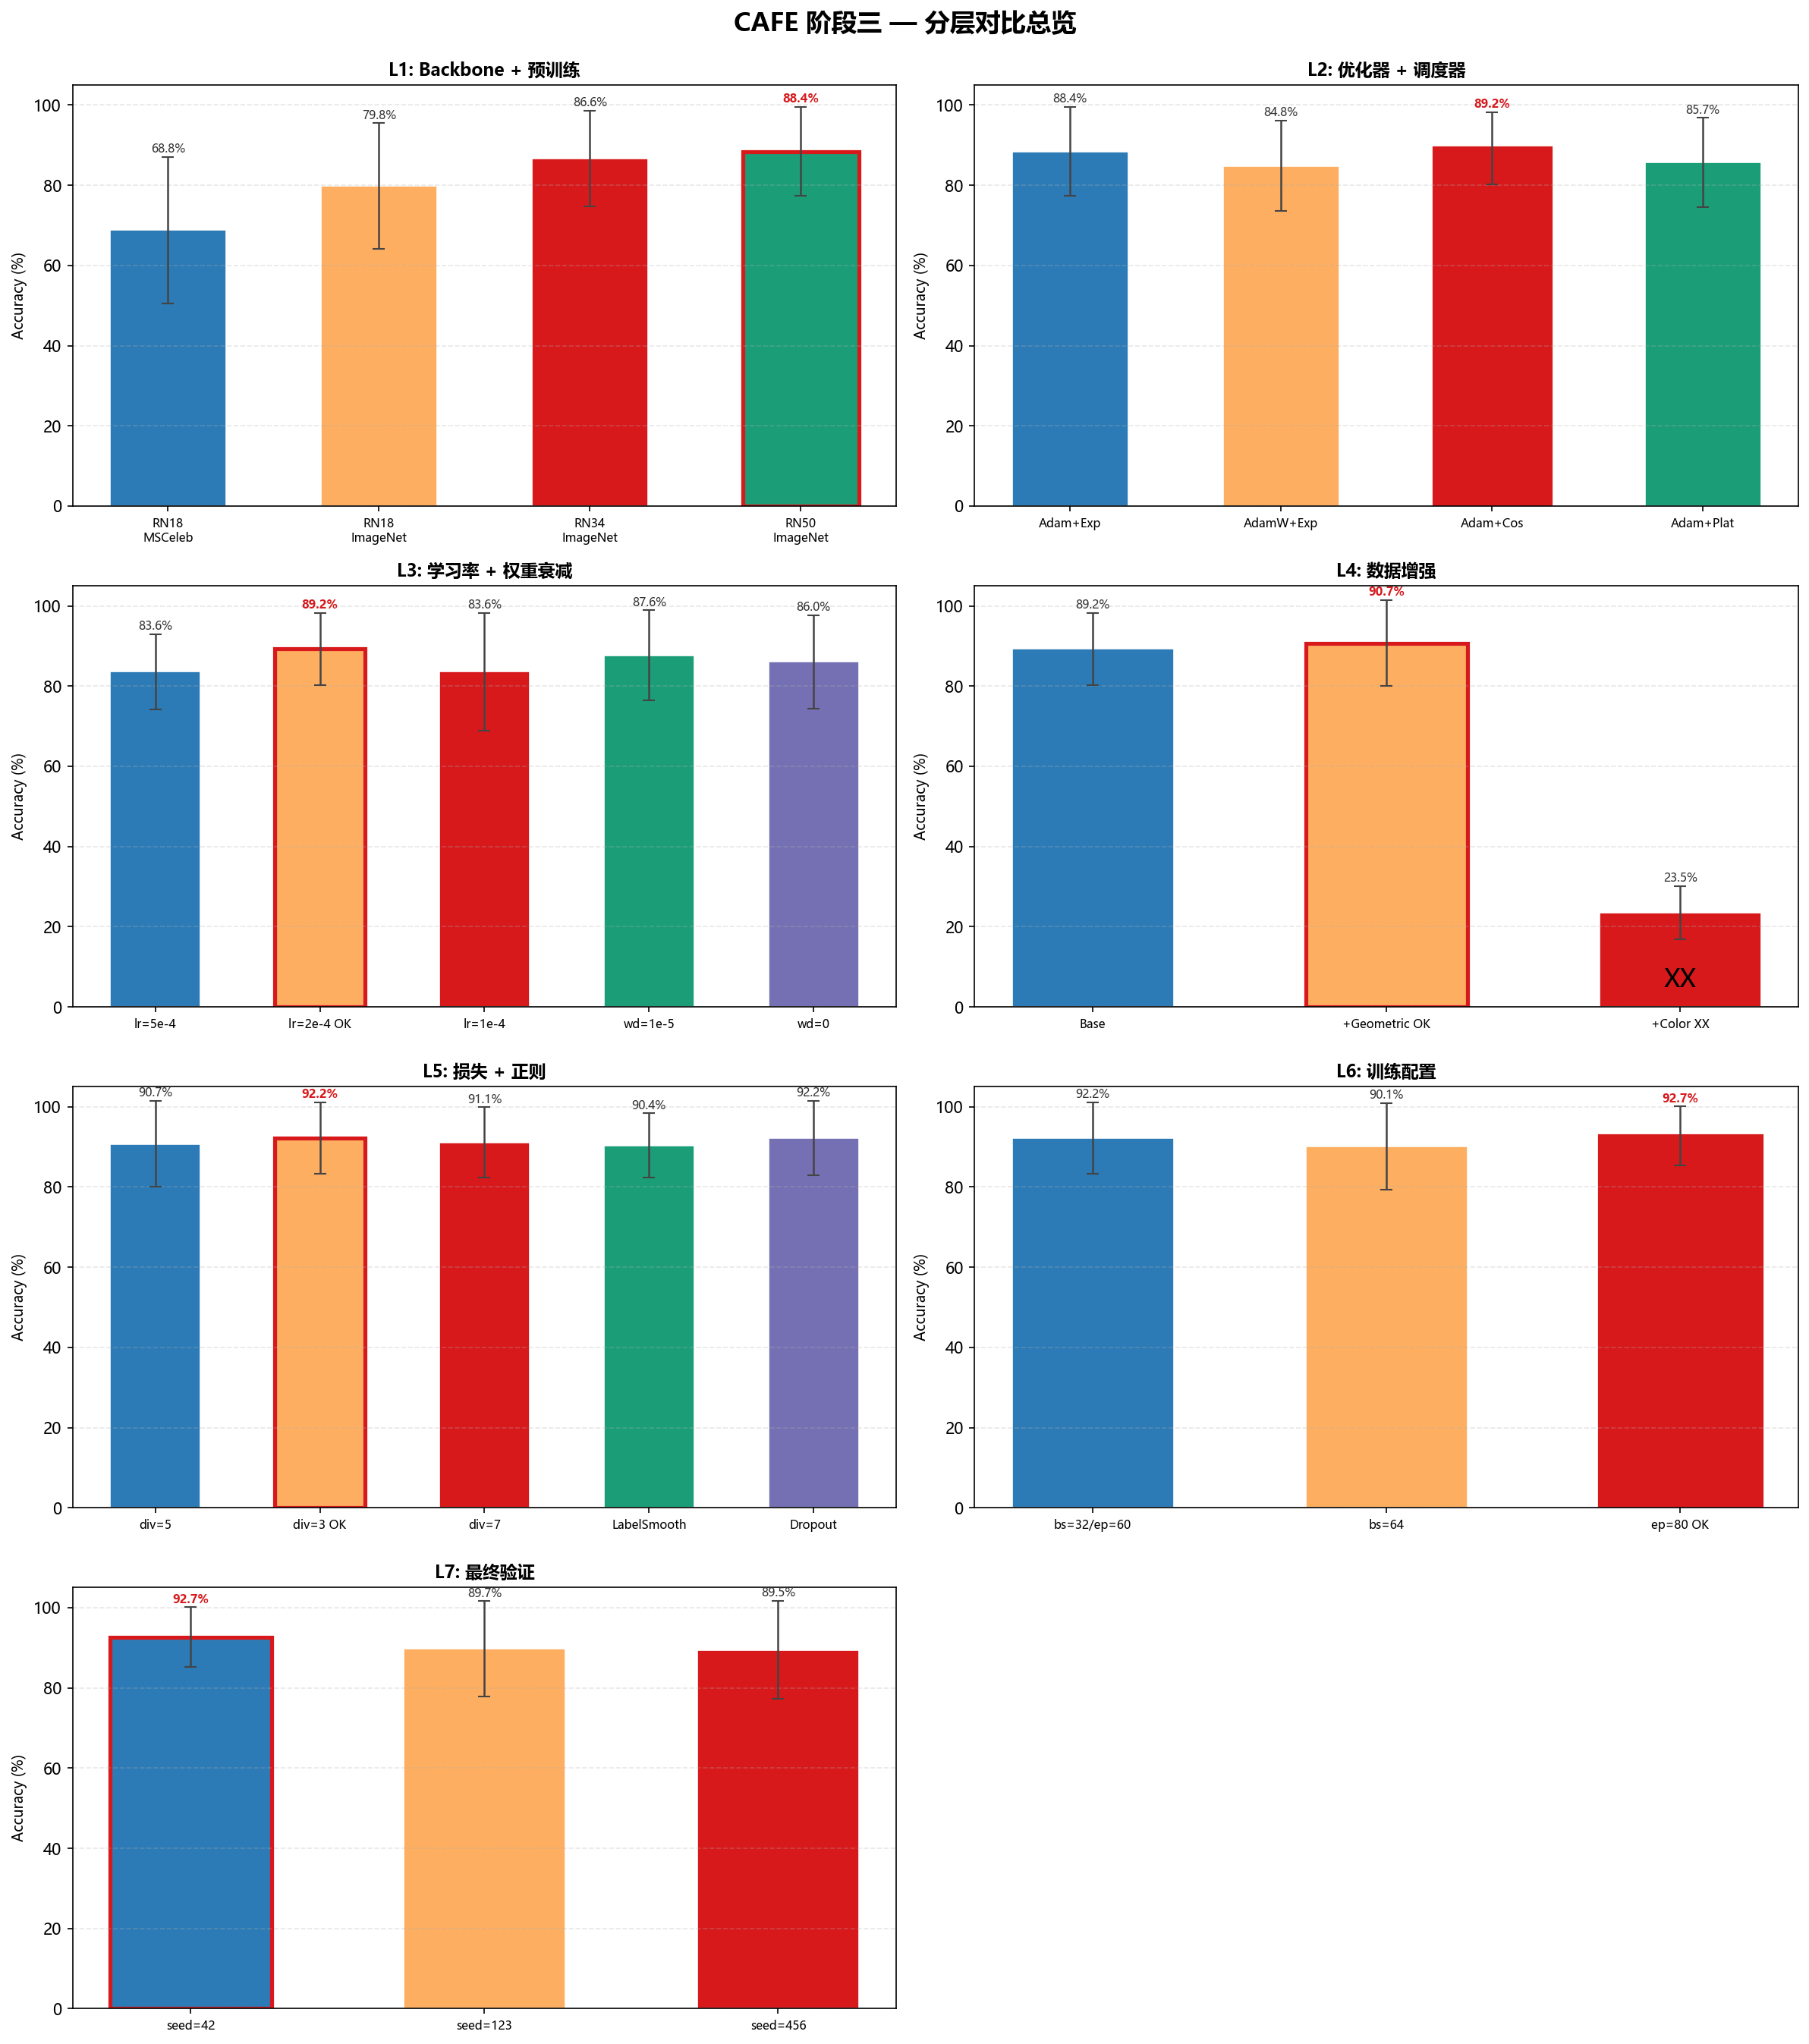 CAFE 阶段三 — 分层对比总览
L1: Backbone + 预训练
Accuracy (%)
100
80
60
40
20
0
68.8%
79.8%
86.6%
88.4%
RN18
MSCeleb
RN18
ImageNet
RN34
ImageNet
RN50
ImageNet
L2: 优化器 + 调度器
Accuracy (%)
100
80
60
40
20
0
88.4%
84.8%
89.2%
85.7%
Adam+Exp
AdamW+Exp
Adam+Cos
Adam+Plat
L3: 学习率 + 权重衰减
Accuracy (%)
100
80
60
40
20
0
83.6%
89.2%
83.6%
87.6%
86.0%
lr=5e-4
lr=2e-4 OK
lr=1e-4
wd=1e-5
wd=0
L4: 数据增强
Accuracy (%)
100
80
60
40
20
0
89.2%
90.7%
23.5%
XX
Base
+Geometric OK
+Color XX
L5: 损失 + 正则
Accuracy (%)
100
80
60
40
20
0
90.7%
92.2%
91.1%
90.4%
92.2%
div=5
div=3 OK
div=7
LabelSmooth
Dropout
L6: 训练配置
Accuracy (%)
100
80
60
40
20
0
92.2%
90.1%
92.7%
bs=32/ep=60
bs=64
ep=80 OK
L7: 最终验证
Accuracy (%)
100
80
60
40
20
0
92.7%
89.7%
89.5%
seed=42
seed=123
seed=456